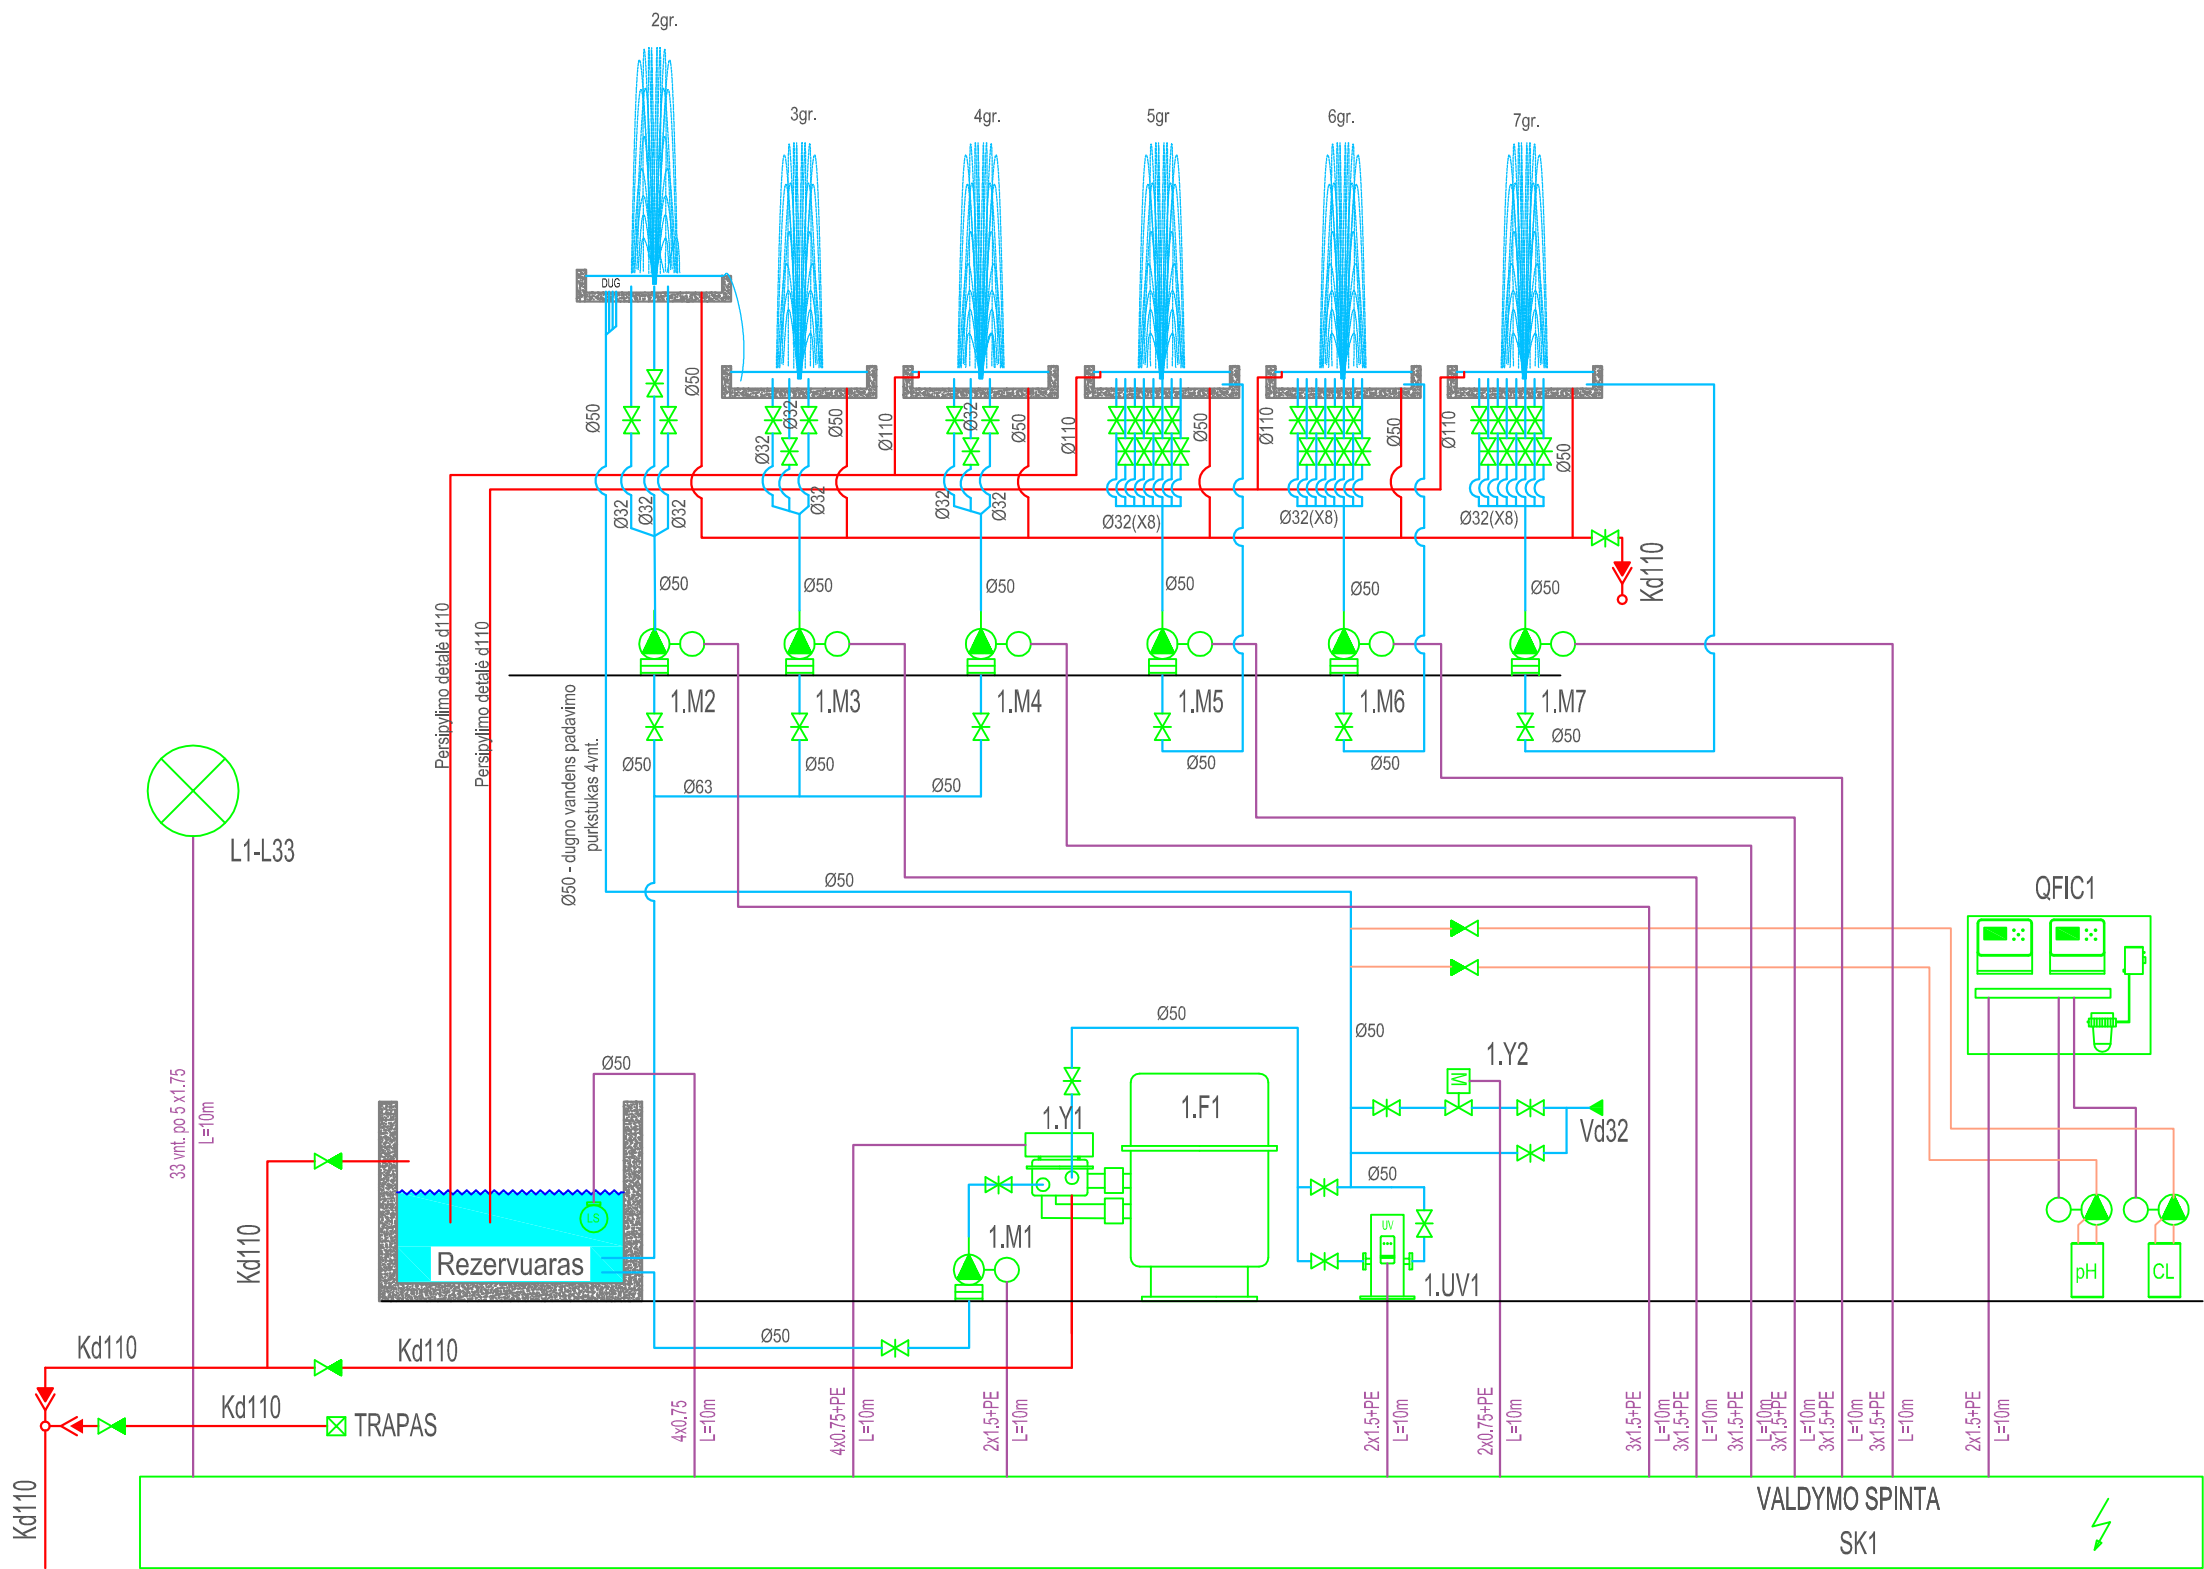 2gr.
3gr.
4gr.
5gr
6gr.
7gr.
DUG
Ø50
Ø50
Ø32
Ø32
Ø50
Ø110
Ø32
Ø50
Ø110
Ø50
Ø110
Ø50
Ø110
Ø50
Ø32
Ø32
Ø32
Ø32
Ø32
Ø32
Ø32(X8)
Ø32(X8)
Ø32(X8)
Kd110
Ø50
Ø50
Ø50
Ø50
Ø50
Ø50
Persipylimo detalė d110
Persipylimo detalė d110
1.M2
1.M3
1.M4
1.M5
1.M6
1.M7
Ø50 - dugno vandens padavimo
purkstukas 4vnt.
Ø50
Ø50
Ø50
Ø50
Ø50
Ø63
Ø50
L1-L33
Ø50
QFIC1
Ø50
Ø50
Ø50
1.Y2
M
33 vnt. po 5 x1.75
L=10m
1.Y1
1.F1
Vd32
Ø50
LS
Rezervuaras
1.M1
UV
1.UV1
pH
CL
Kd110
Ø50
Kd110
Kd110
Kd110
TRAPAS
Kd110
4x0.75
L=10m
4x0.75+PE
L=10m
2x1.5+PE
L=10m
2x1.5+PE
L=10m
2x0.75+PE
L=10m
3x1.5+PE
L=10m
3x1.5+PE
L=10m
3x1.5+PE
L=10m
3x1.5+PE
L=10m
3x1.5+PE
L=10m
3x1.5+PE
L=10m
2x1.5+PE
L=10m
VALDYMO SPINTA
SK1